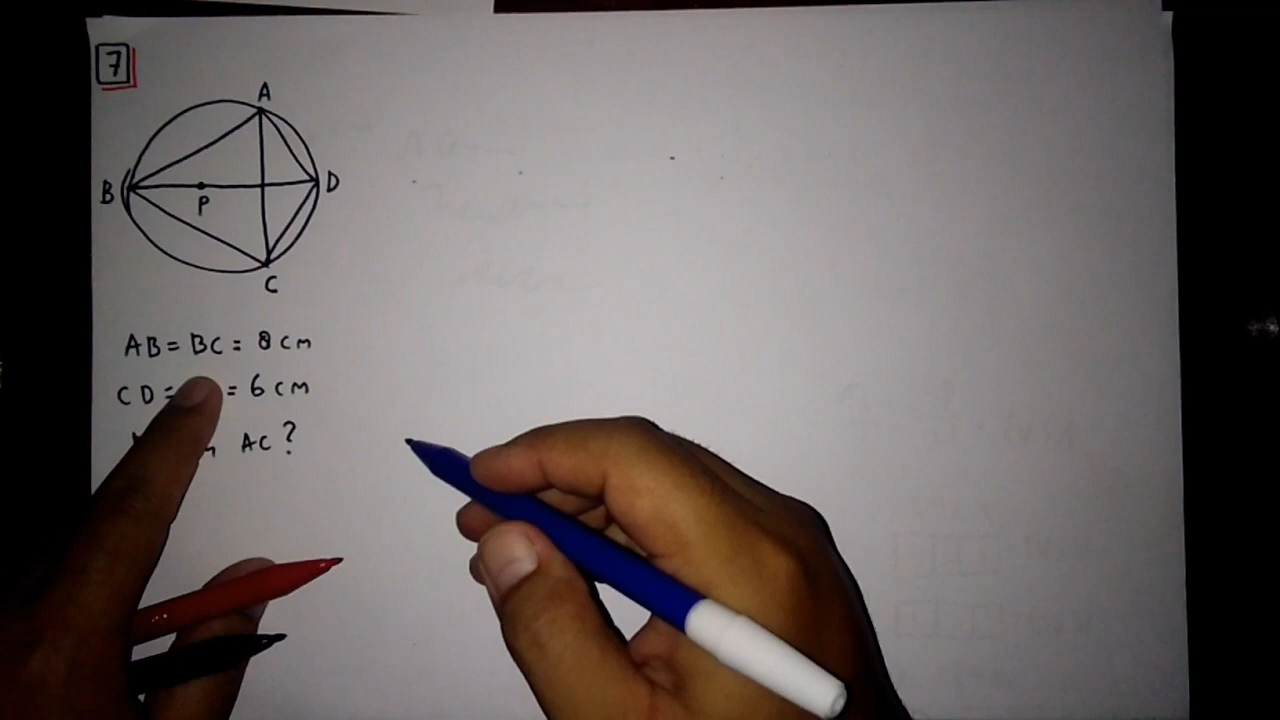 7
A
B
D
P
C
AB = BC = 8 cm
CD = = 6 cm
AC ?